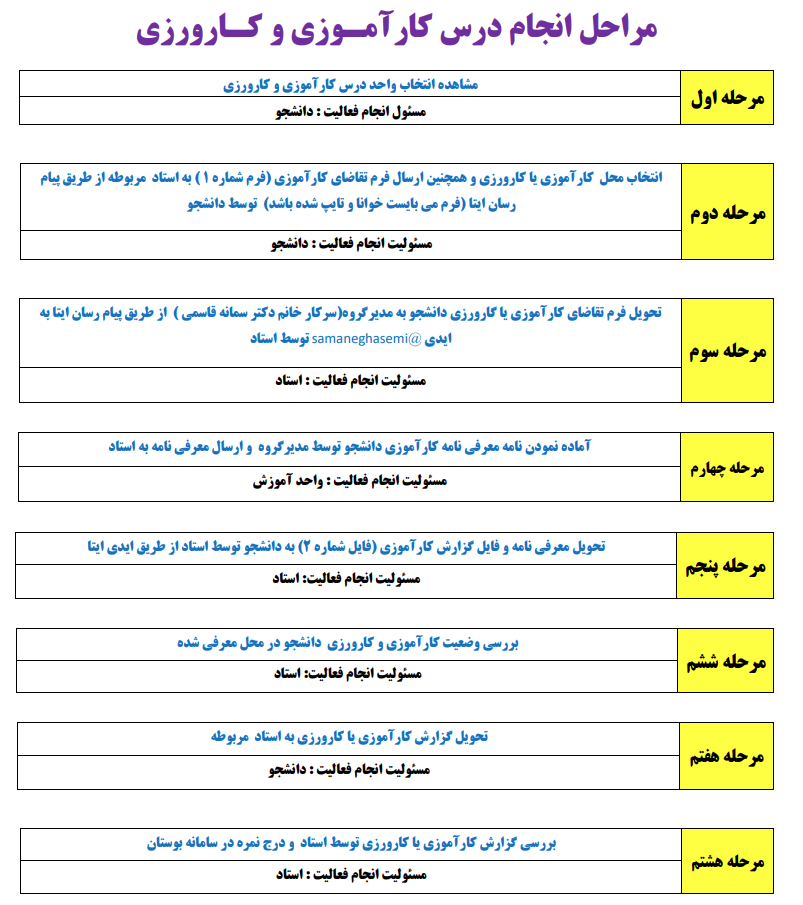 مراحل انجام درس کارآمـوزی و کـارورزی
مرحله اول
مشاهده انتخاب واحد درس کارآموزی و کارورزی
مسئول انجام فعالیت : دانشجو
مرحله دوم
انتخاب محل کارآموزی یا کارورزی و همچنین ارسال فرم تقاضای کارآموزی (فرم شماره ۱ ) به استاد مربوطه از طریق پیام
رسان ایتا (فرم می بایست خوانا و تایپ شده باشد) توسط دانشجو
مسئولیت انجام فعالیت : دانشجو
مرحله سوم
تحویل فرم تقاضای کارآموزی یا کارورزی دانشجو به مدیرگروه(سرکار خانم دکتر سمانه قاسمی ) از طریق پیام رسان ایتا به
ایدی @samaneghasemi توسط استاد
مسئولیت انجام فعالیت : استاد
مرحله چهارم
آماده نمودن نامه معرفی نامه کارآموزی دانشجو توسط مدیرگروه و ارسال معرفی نامه به استاد
مسئولیت انجام فعالیت : واحد آموزش
مرحله پنجم
تحویل معرفی نامه و فایل گزارش کارآموزی (فایل شماره ۲) به دانشجو توسط استاد از طریق ایدی ایتا
مسئولیت انجام فعالیت: استاد
مرحله ششم
بررسی وضعیت کارآموزی و کارورزی دانشجو در محل معرفی شده
مسئولیت انجام فعالیت: استاد
مرحله هفتم
تحویل گزارش کارآموزی یا کارورزی به استاد مربوطه
مسئولیت انجام فعالیت : دانشجو
مرحله هشتم
بررسی گزارش کارآموزی یا کارورزی توسط استاد و درج نمره در سامانه بوستان
مسئولیت انجام فعالیت : استاد